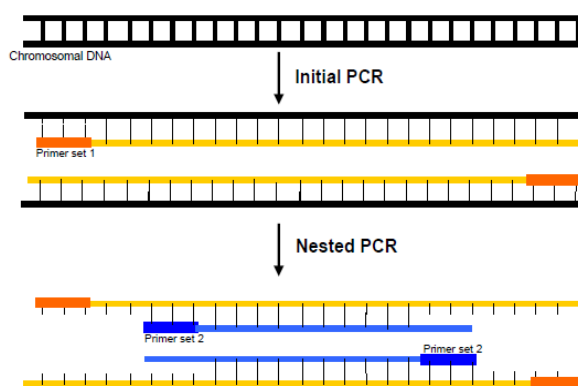 Chromosomal DNA
Initial PCR
Primer set 1
Nested PCR
Primer set 2
Primer set 2